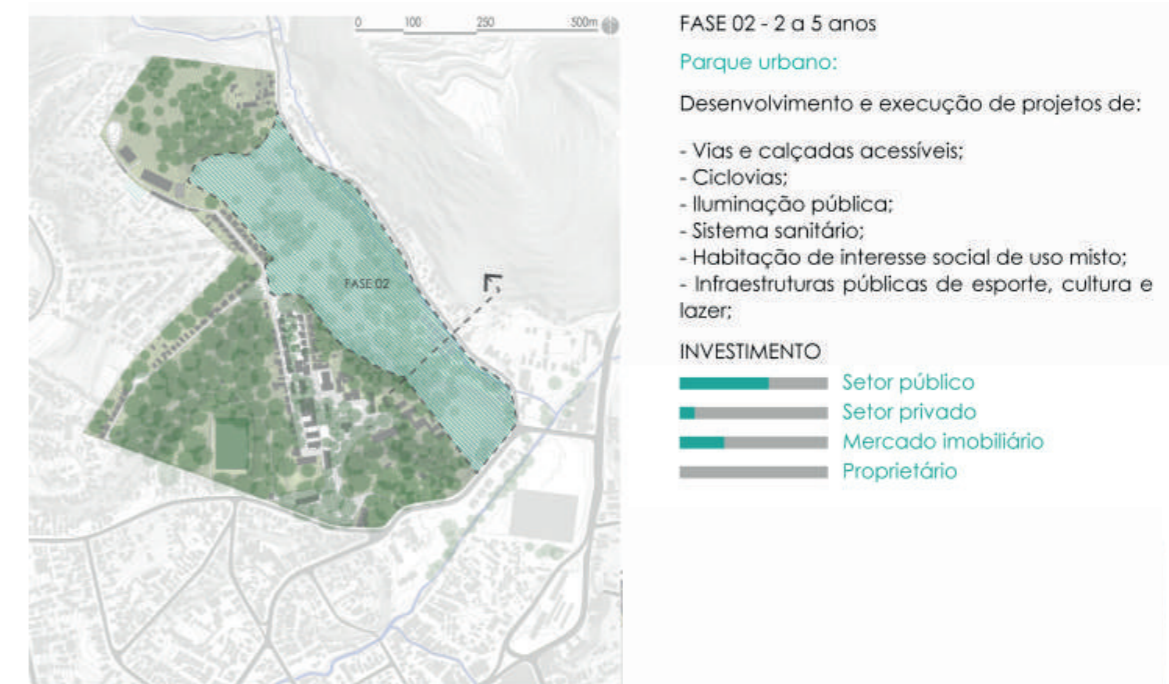 0 100 250 500m
FASE 02
FASE 02 - 2 a 5 anos
Parque urbano:
Desenvolvimento e execução de projetos de:
- Vias e calçadas acessíveis;
- Ciclovias;
- Iluminação pública;
- Sistema sanitário;
- Habitação de interesse social de uso misto;
- Infraestruturas públicas de esporte, cultura e
lazer;
INVESTIMENTO
Setor público
Setor privado
Mercado imobiliário
Proprietário